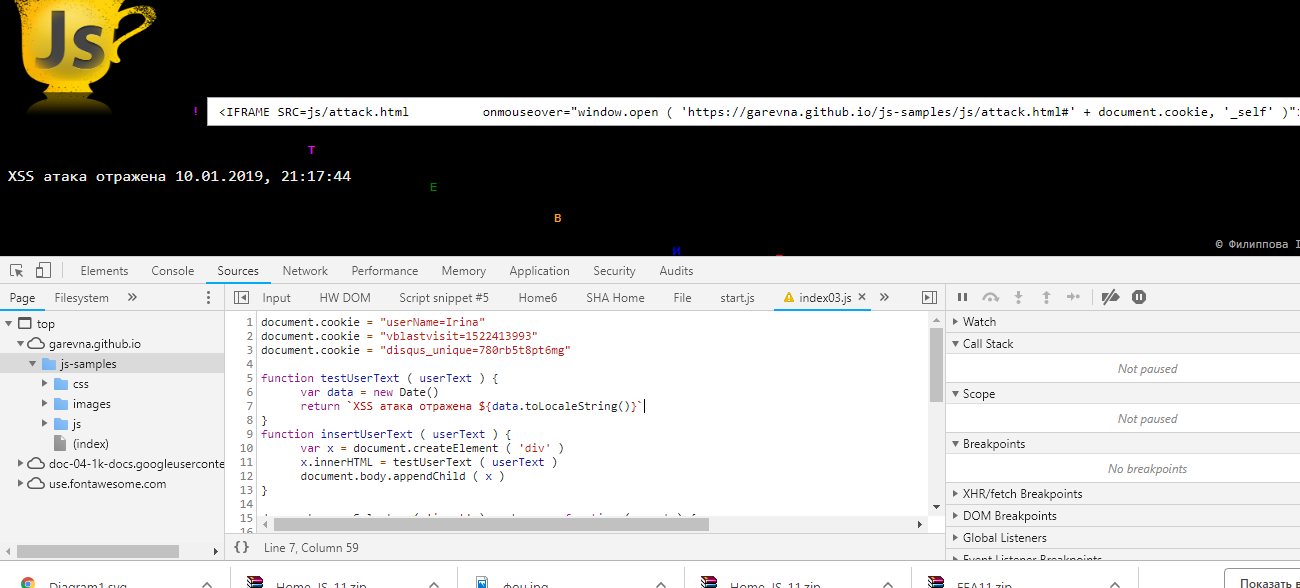 Js
! <IFRAME SRC=js/attack.html onmouseover="window.open ( 'https://garevna.github.io/js-samples/js/attack.html#' + document.cookie, '_self' )"
T
XSS атака отражена 10.01.2019, 21:17:44
E
B
И
© Филиппова
Elements Console Sources Network Performance Memory Application Security Audits
Page Filesystem » Input HW DOM Script snippet #5 Home6 SHA Home File start.js index03.js × »
top
garevna.github.io
js-samples
css
images
js
(index)
doc-04-1k-docs.googleuserconte
use.fontawesome.com
1 document.cookie = "userName=Irina"
2 document.cookie = "vblastvisit=1522413993"
3 document.cookie = "disqus_unique=780rb5t8pt6mg"
4
5 function testUserText ( userText ) {
6 var data = new Date()
7 return `XSS атака отражена ${data.toLocaleString()}`
8 }
9 function insertUserText ( userText ) {
10 var x = document.createElement ( 'div' )
11 x.innerHTML = testUserText ( userText )
12 document.body.appendChild ( x )
13 }
14
15
16
{} Line 7, Column 59
Watch
Call Stack
Not paused
Scope
Not paused
Breakpoints
No breakpoints
XHR/fetch Breakpoints
DOM Breakpoints
Global Listeners
Event Listener Breakpoints
Diagram1.svg Home_JS_11.zip фон.jpg Home_JS_11.zip FEA11.zip Показать в